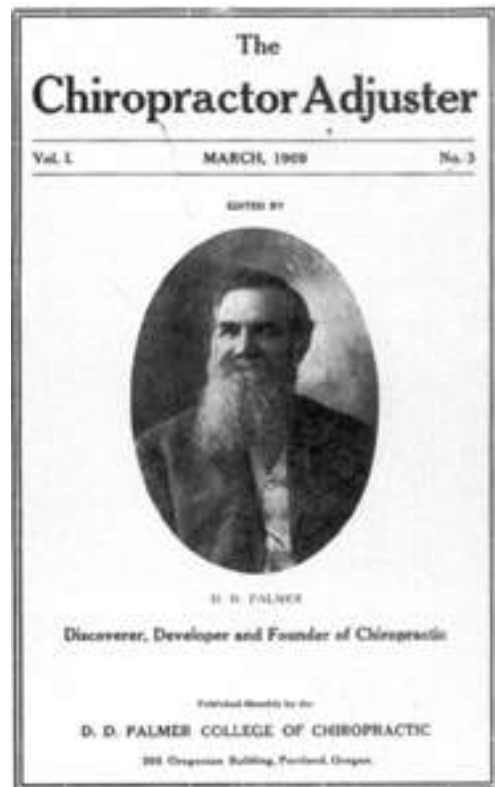 The
Chiropractor Adjuster
Vol. I. MARCH, 1909 No. 3
EDITED BY
D. D. PALMER
Discoverer, Developer and Founder of Chiropractic
Published Monthly by the
D. D. PALMER COLLEGE OF CHIROPRACTIC
Oregonian Building, Portland, Oregon.